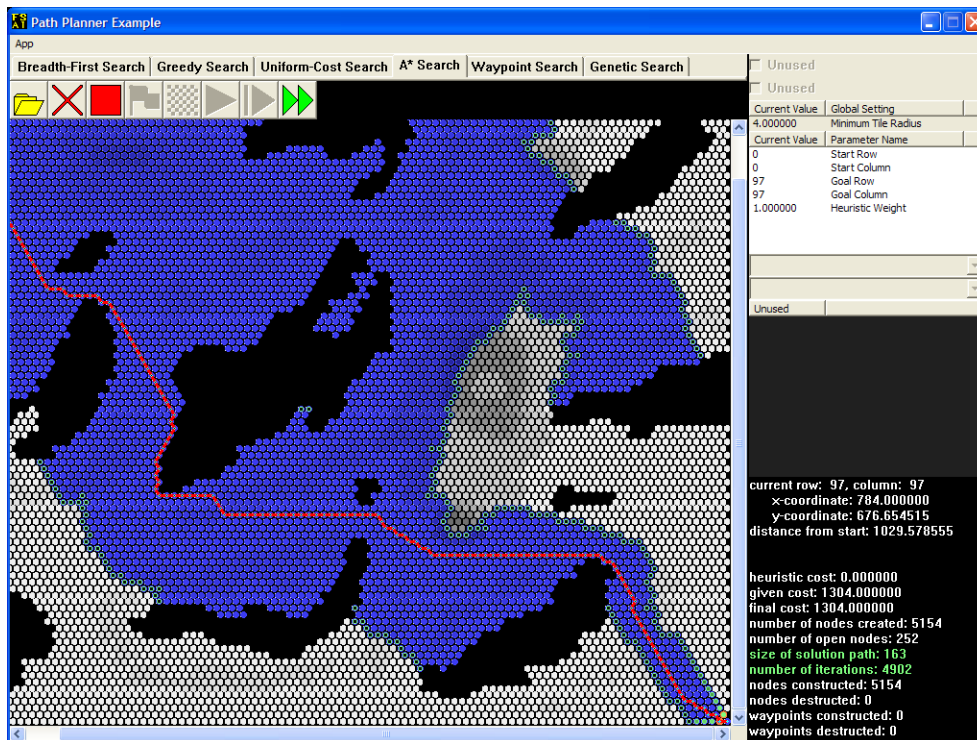 Path Planner Example
App
Breadth-First Search Greedy Search Uniform-Cost Search A* Search Waypoint Search Genetic Search
Unused
Unused
Current Value Global Setting
4.000000 Minimum Tile Radius
Current Value Parameter Name
0 Start Row
0 Start Column
97 Goal Row
97 Goal Column
1.000000 Heuristic Weight
Unused
current row: 97, column: 97
x-coordinate: 784.000000
y-coordinate: 676.654515
distance from start: 1029.578555
heuristic cost: 0.000000
given cost: 1304.000000
final cost: 1304.000000
number of nodes created: 5154
number of open nodes: 252
size of solution path: 163
number of iterations: 4902
nodes constructed: 5154
nodes destructed: 0
waypoints constructed: 0
waypoints destructed: 0